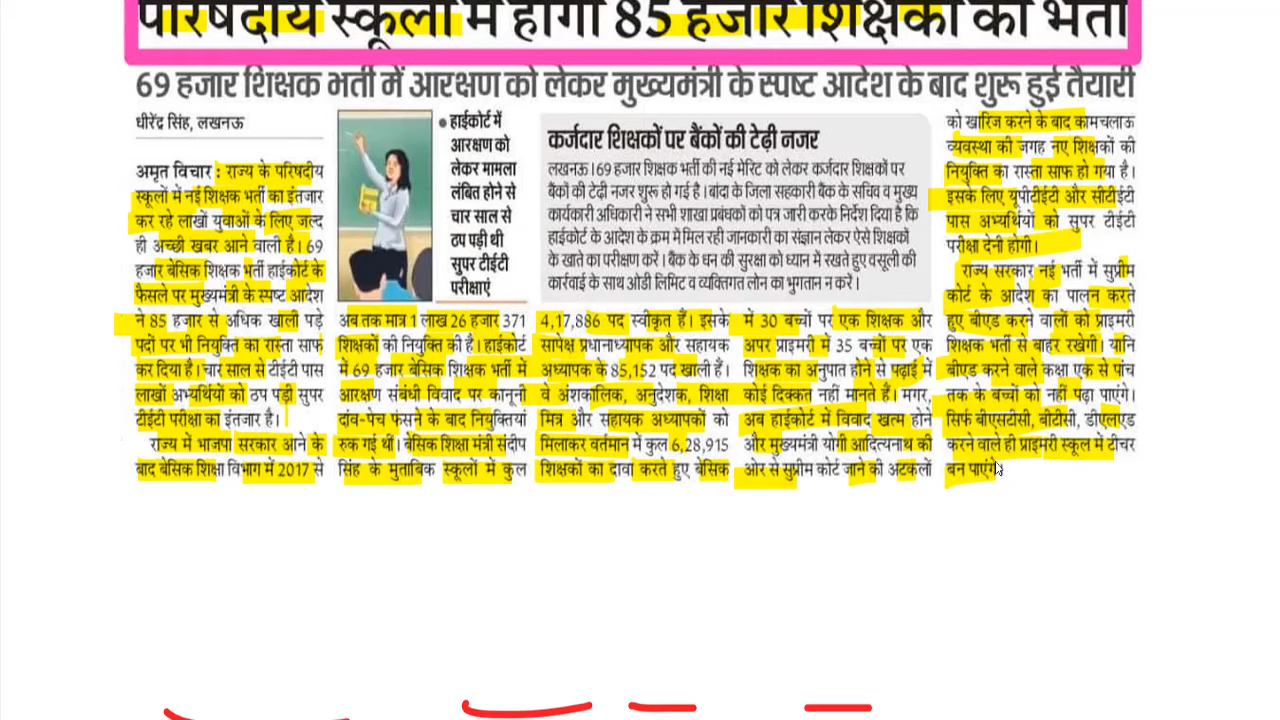 परिषदीय स्कूलों में होगी 85 हजार शिक्षकों की भर्ती
69 हजार शिक्षक भर्ती में आरक्षण को लेकर मुख्यमंत्री के स्पष्ट आदेश के बाद शुरू हुई तैयारी
धीरेंद्र सिंह, लखनऊ
अमृत विचार : राज्य के परिषदीय
स्कूलों में नई शिक्षक भर्ती का इंतजार
कर रहे लाखों युवाओं के लिए जल्द
ही अच्छी खबर आने वाली है। 69
हजार बेसिक शिक्षक भर्ती हाईकोर्ट के
फैसले पर मुख्यमंत्री के स्पष्ट आदेश
ने 85 हजार से अधिक खाली पड़े
पदों पर भी नियुक्ति का रास्ता साफ
कर दिया है। चार साल से टीईटी पास
लाखों अभ्यर्थियों को ठप पड़ी सुपर
टीईटी परीक्षा का इंतजार है।
राज्य में भाजपा सरकार आने के
बाद बेसिक शिक्षा विभाग में 2017 से
● हाईकोर्ट में
आरक्षण को
लेकर मामला
लंबित होने से
चार साल से
ठप पड़ी थी
सुपर टीईटी
परीक्षाएं
अब तक मात्र 1 लाख 26 हजार 371
शिक्षकों की नियुक्ति की है। हाईकोर्ट
में 69 हजार बेसिक शिक्षक भर्ती में
आरक्षण संबंधी विवाद पर कानूनी
दांव-पेच फंसने के बाद नियुक्तियां
रुक गई थीं। बेसिक शिक्षा मंत्री संदीप
सिंह के मुताबिक स्कूलों में कुल
कर्जदार शिक्षकों पर बैंकों की टेढ़ी नजर
लखनऊ। 69 हजार शिक्षक भर्ती की नई मेरिट को लेकर कर्जदार शिक्षकों पर
बैंकों की टेढ़ी नजर शुरू हो गई है। बांदा के जिला सहकारी बैंक के सचिव व मुख्य
कार्यकारी अधिकारी ने सभी शाखा प्रबंधकों को पत्र जारी करके निर्देश दिया है कि
हाईकोर्ट के आदेश के क्रम में मिल रही जानकारी का संज्ञान लेकर ऐसे शिक्षकों
के खाते का परीक्षण करें। बैंक के धन की सुरक्षा को ध्यान में रखते हुए वसूली की
कार्रवाई के साथ ओडी लिमिट व व्यक्तिगत लोन का भुगतान न करें।
4,17,886 पद स्वीकृत हैं। इसके
सापेक्ष प्रधानाध्यापक और सहायक
अध्यापक के 85,152 पद खाली हैं।
वे अंशकालिक, अनुदेशक, शिक्षा
मित्र और सहायक अध्यापकों को
मिलाकर वर्तमान में कुल 6,28,915
शिक्षकों का दावा करते हुए बेसिक
में 30 बच्चों पर एक शिक्षक और
अपर प्राइमरी में 35 बच्चों पर एक
शिक्षक का अनुपात होने से पढ़ाई में
कोई दिक्कत नहीं मानते हैं। मगर,
अब हाईकोर्ट में विवाद खत्म होने
और मुख्यमंत्री योगी आदित्यनाथ की
ओर से सुप्रीम कोर्ट जाने की अटकलों
को खारिज करने के बाद कामचलाऊ
व्यवस्था की जगह नए शिक्षकों की
नियुक्ति का रास्ता साफ हो गया है।
इसके लिए यूपीटीईटी और सीटीईटी
पास अभ्यर्थियों को सुपर टीईटी
परीक्षा देनी होगी।
राज्य सरकार नई भर्ती में सुप्रीम
कोर्ट के आदेश का पालन करते
हुए बीएड करने वालों को प्राइमरी
शिक्षक भर्ती से बाहर रखेगी। यानि
बीएड करने वाले कक्षा एक से पांच
तक के बच्चों को नहीं पढ़ा पाएंगे।
सिर्फ बीएसटीसी, बीटीसी, डीएलएड
करने वाले ही प्राइमरी स्कूल में टीचर
बन पाएंगे